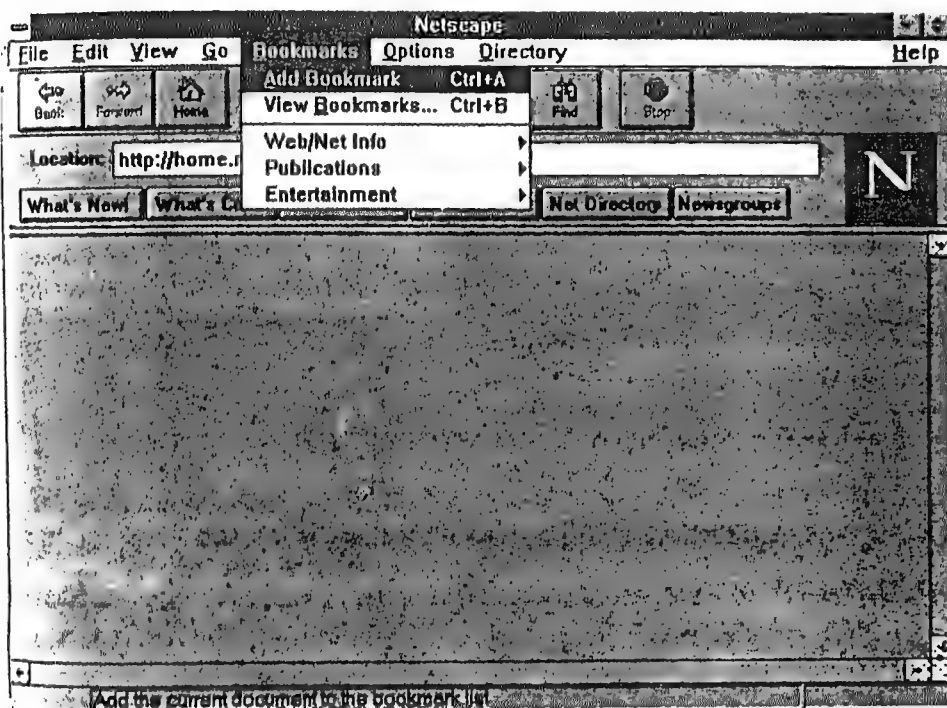 Netscape
File Edit View Go Bookmarks Options Directory Help
Add Bookmark Ctrl+A
View Bookmarks... Ctrl+B
Web/Net Info
Publications
Entertainment
Back Forward Home Find Stop
Location: http://home.
What's New! What's Net Directory Newsgroups
N
Add the current document to the bookmark list